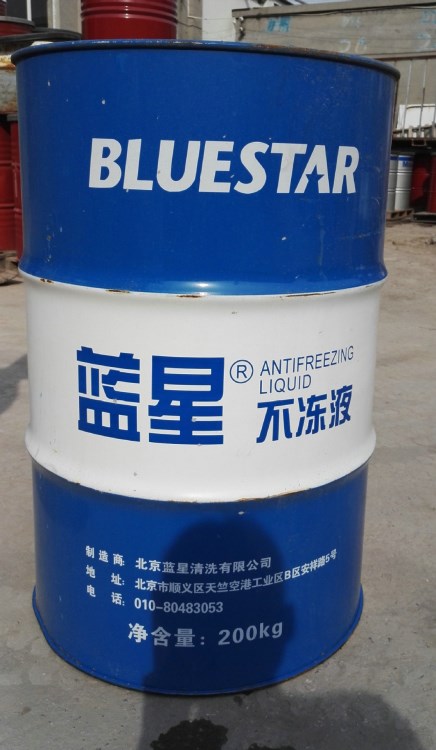 BLUESTAR
蓝星® ANTIFREEZING
LIQUID
不冻液
制造商: 北京蓝星清洗有限公司
地 址: 北京市顺义区天竺空港工业区B区安祥路5号
电 话: 010-80483053
净含量: 200kg